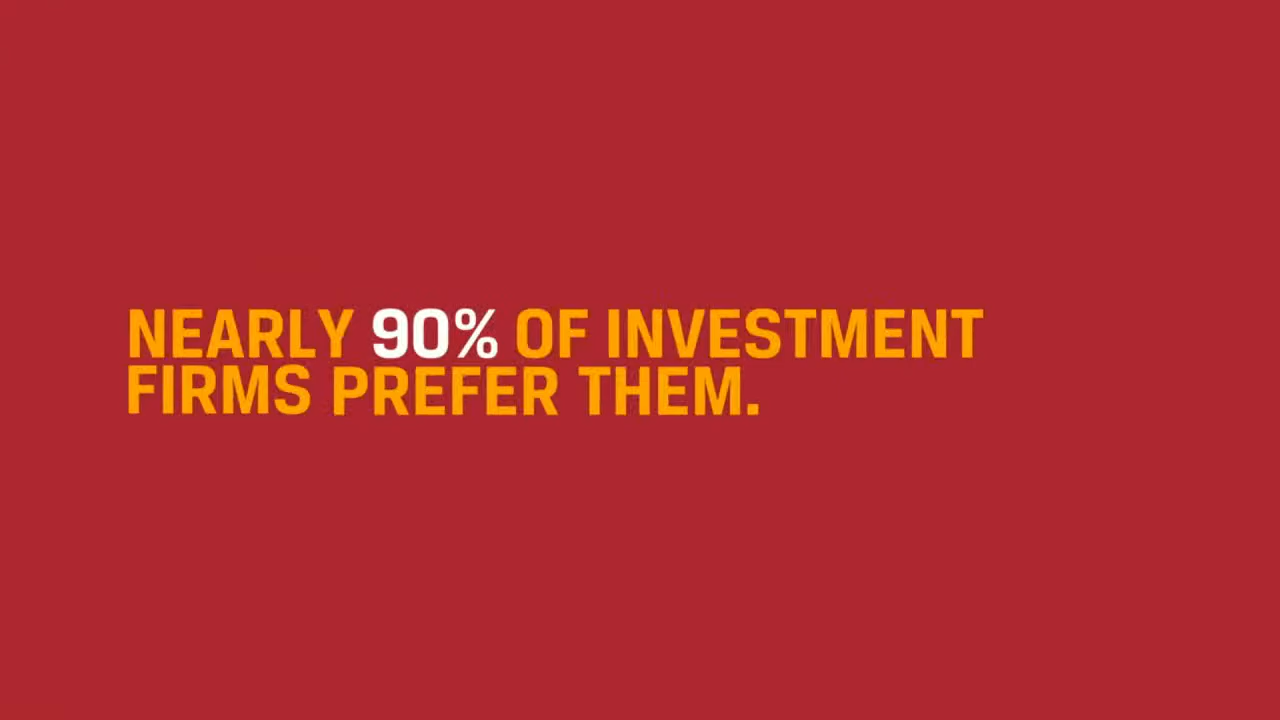 NEARLY 90% OF INVESTMENT
FIRMS PREFER THEM.